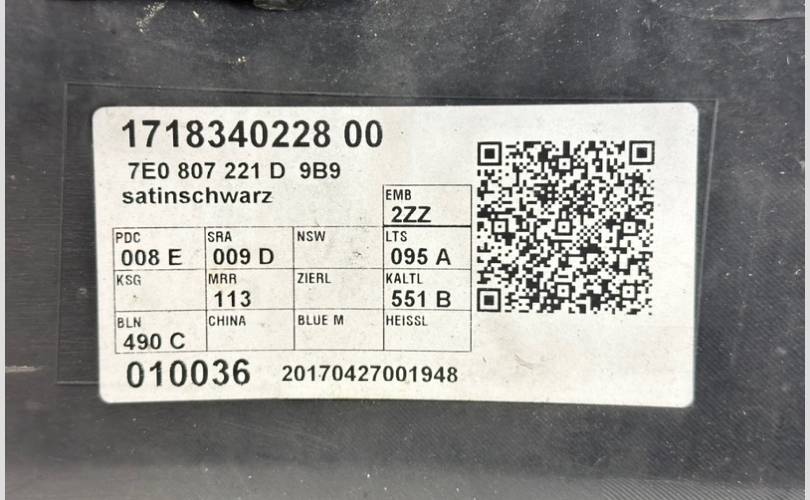 1718340228 00
7E0 807 221 D 9B9
satinschwarz
EMB
2ZZ
PDC SRA NSW LTS
008 E 009 D 095 A
KSG MRR ZIERL KALTL
113 551 B
BLN CHINA BLUE M HEISSL
490 C
010036 20170427001948